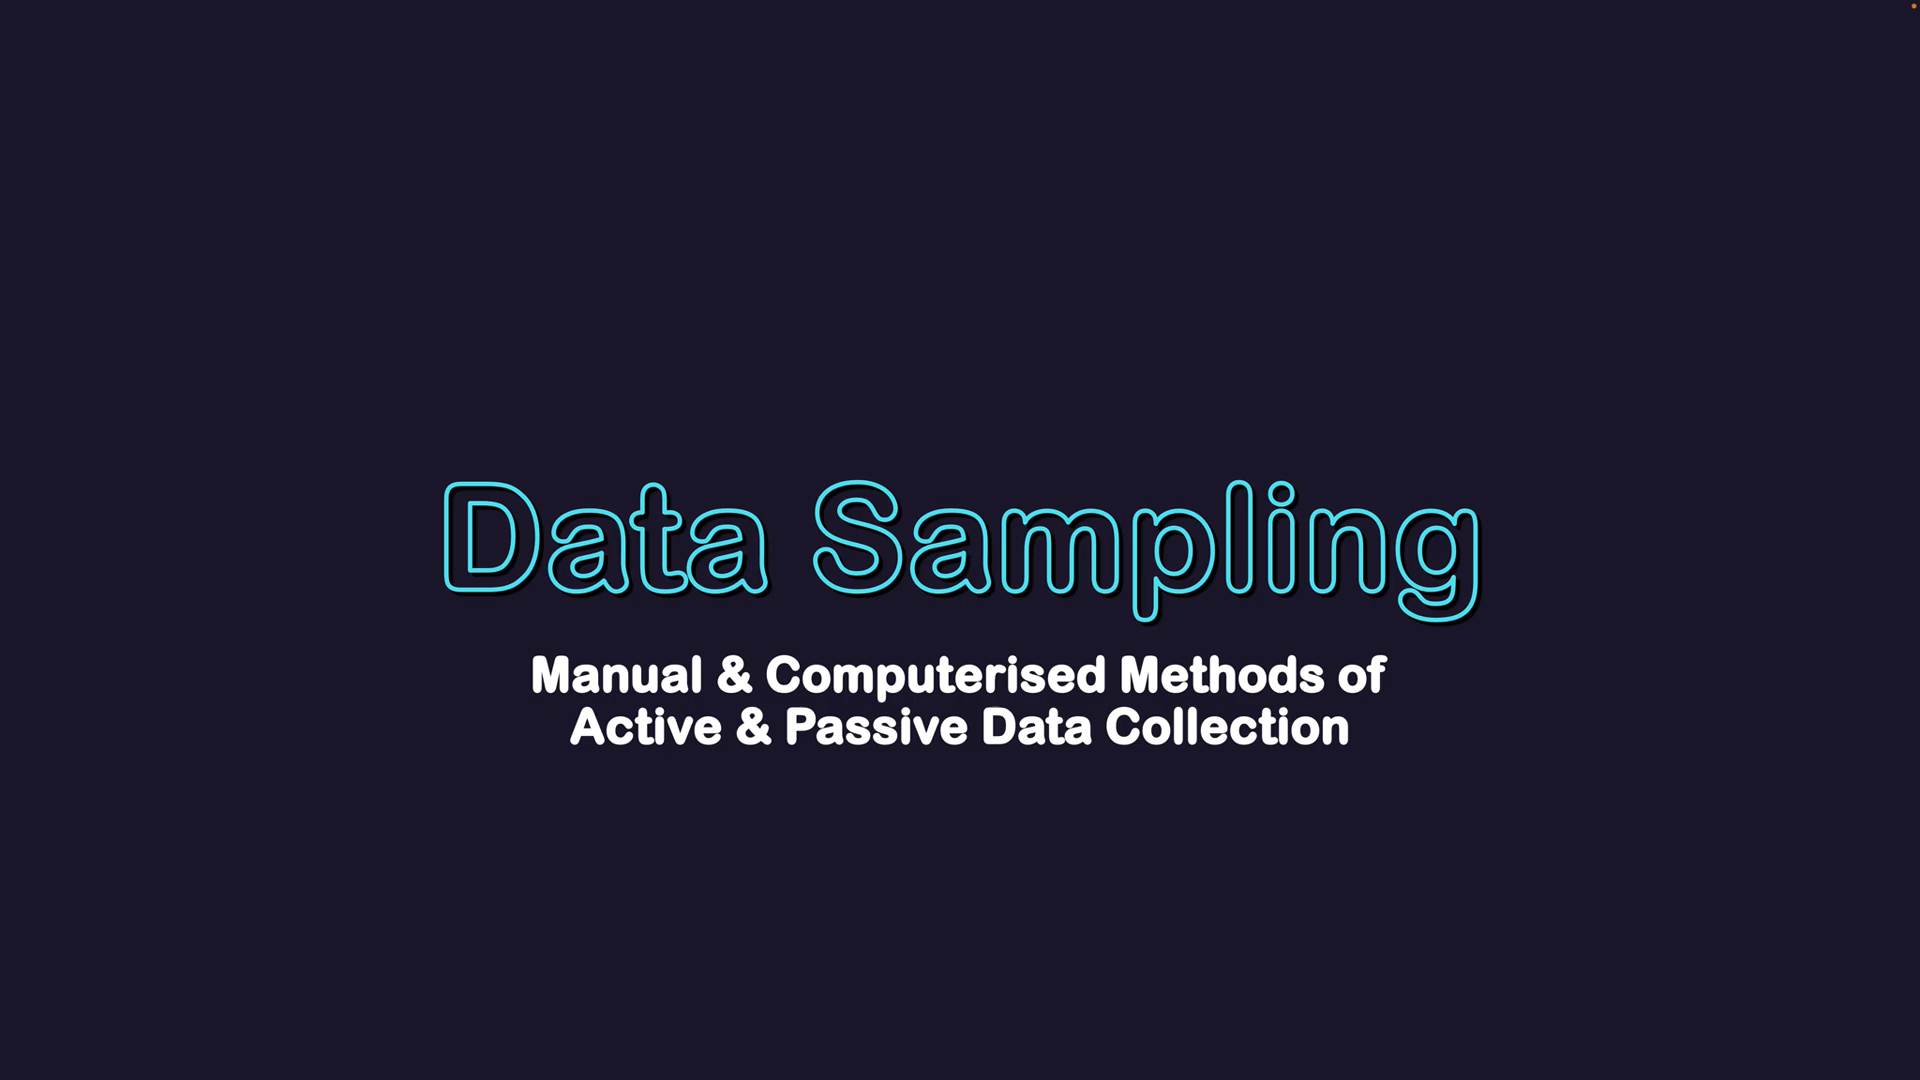 Data Sampling
Manual & Computerised Methods of
Active & Passive Data Collection